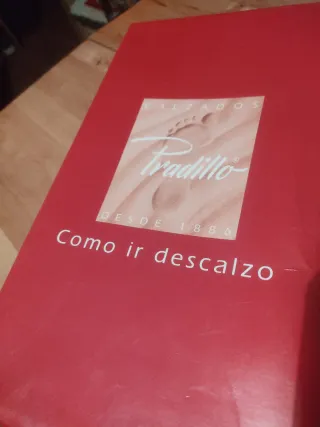 CALZADOS
Pradillo
DESDE 1886
Como ir descalzo